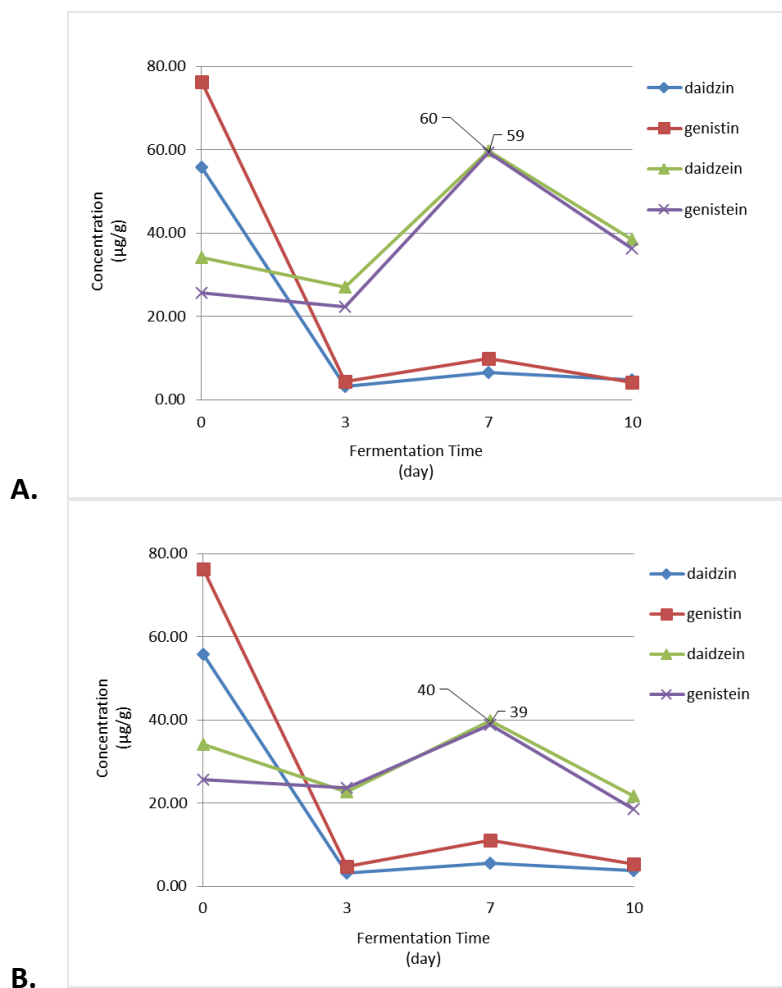 80.00
60.00
40.00
20.00
0.00
0
3
7
10
60
59
Concentration
(µg/g)
Fermentation Time
(day)
daidzin
genistin
daidzein
genistein
A.
80.00
60.00
40.00
20.00
0.00
0
3
7
10
40
39
Concentration
(µg/g)
Fermentation Time
(day)
daidzin
genistin
daidzein
genistein
B.